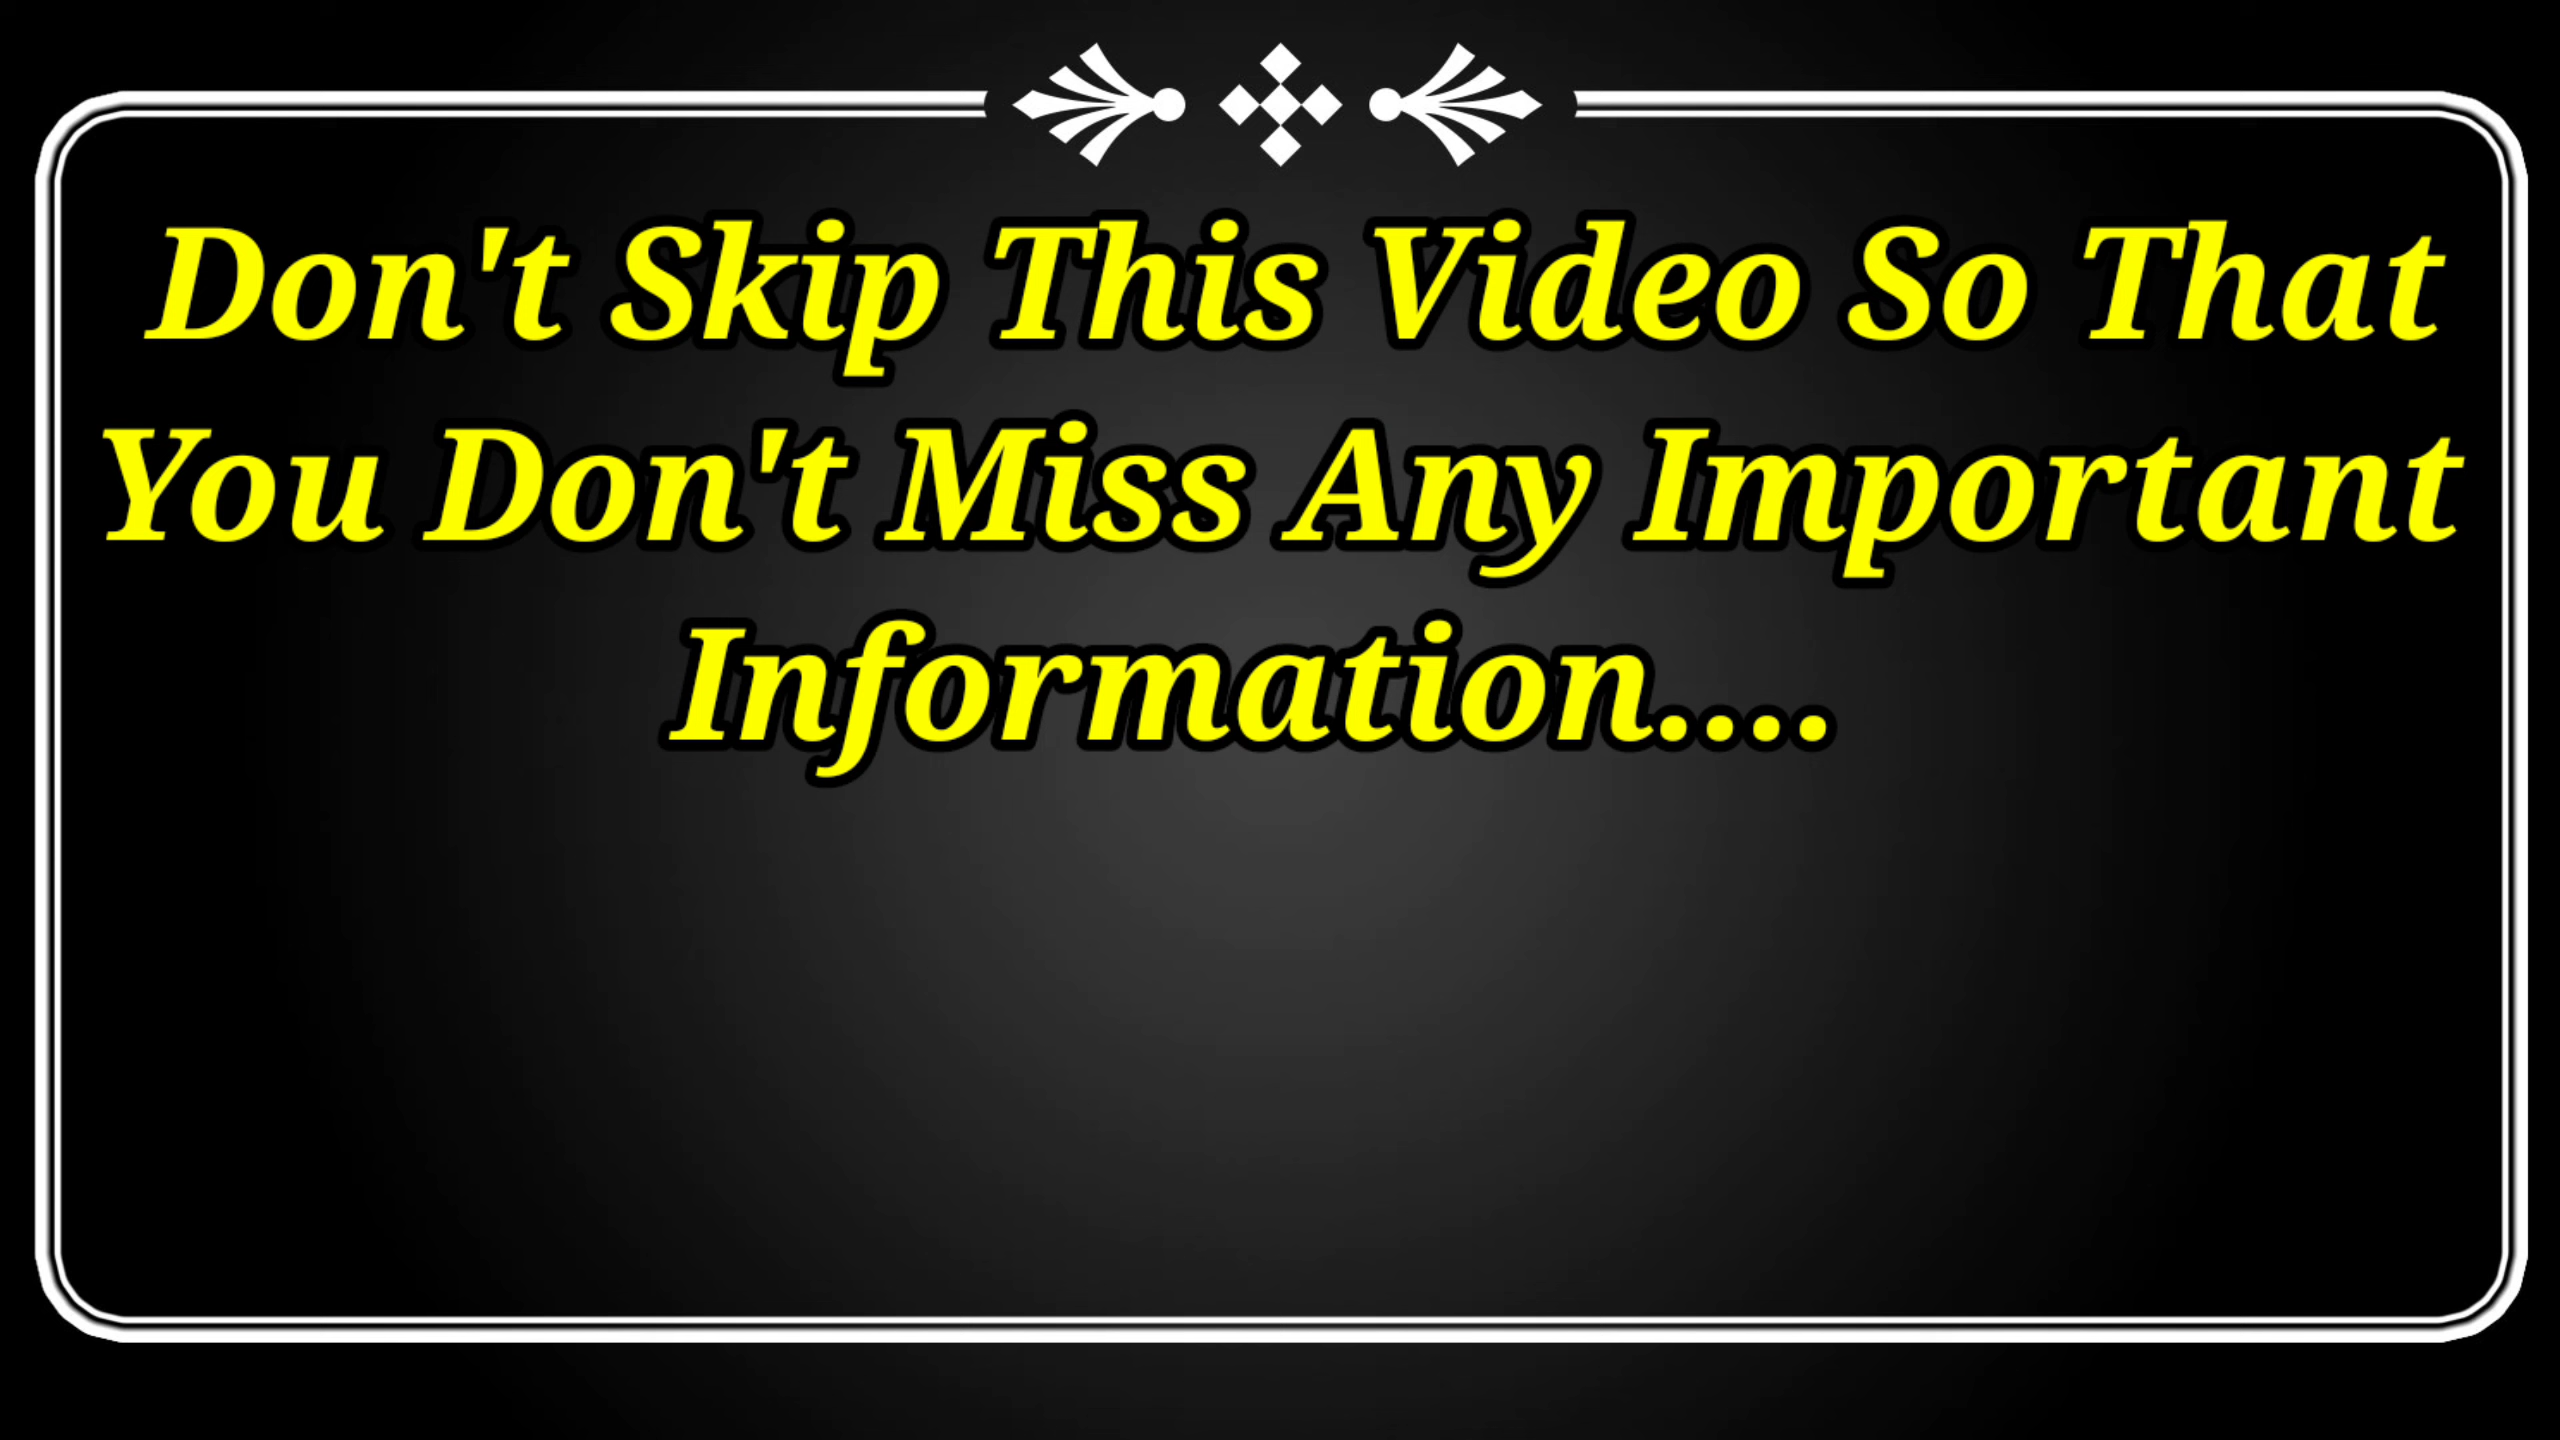 Don't Skip This Video So That
You Don't Miss Any Important
Information....